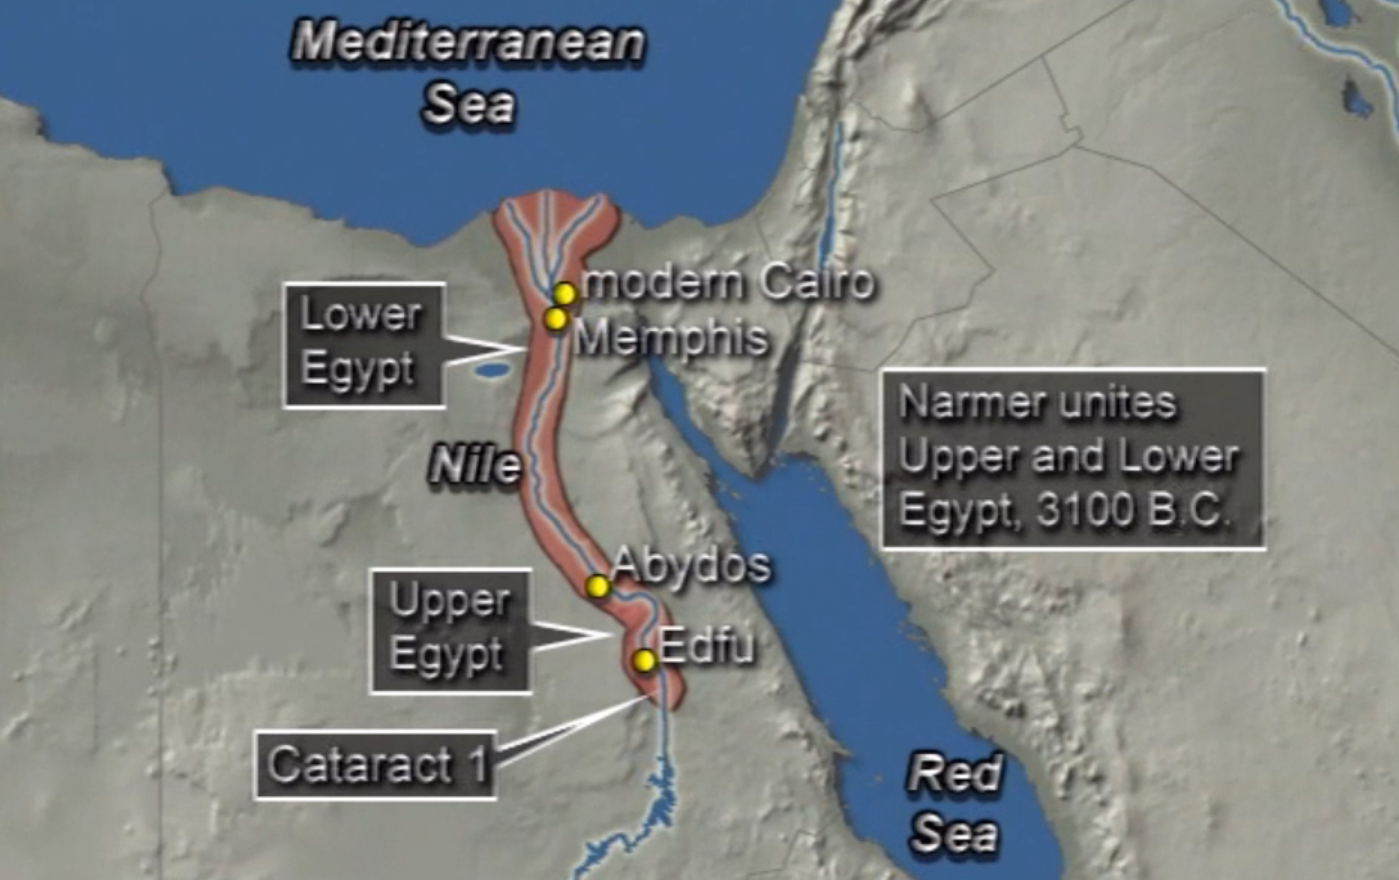 Mediterranean
Sea
modern Cairo
Lower
Egypt
Memphis
Narmer unites
Upper and Lower
Egypt, 3100 B.C.
Nile
Abydos
Upper
Egypt
Edfu
Cataract 1
Red
Sea